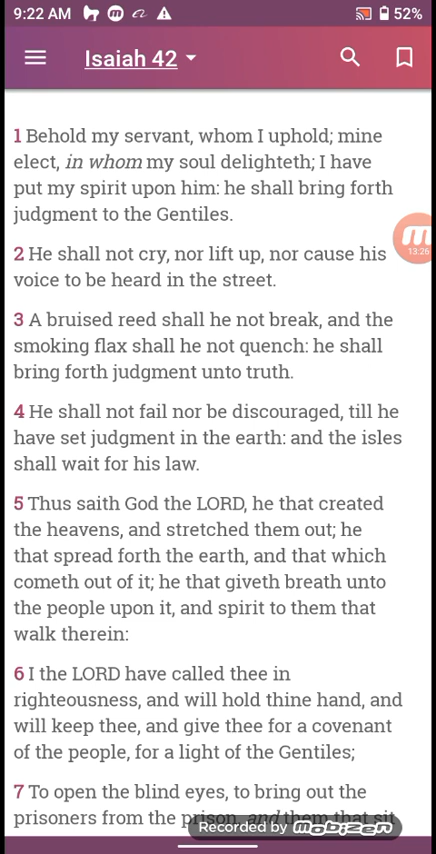 9:22 AM
52%
Isaiah 42
1 Behold my servant, whom I uphold; mine
elect, in whom my soul delighteth; I have
put my spirit upon him: he shall bring forth
judgment to the Gentiles.
2 He shall not cry, nor lift up, nor cause his
voice to be heard in the street.
13:26
3 A bruised reed shall he not break, and the
smoking flax shall he not quench: he shall
bring forth judgment unto truth.
4 He shall not fail nor be discouraged, till he
have set judgment in the earth: and the isles
shall wait for his law.
5 Thus saith God the LORD, he that created
the heavens, and stretched them out; he
that spread forth the earth, and that which
cometh out of it; he that giveth breath unto
the people upon it, and spirit to them that
walk therein:
6 I the LORD have called thee in
righteousness, and will hold thine hand, and
will keep thee, and give thee for a covenant
of the people, for a light of the Gentiles;
7 To open the blind eyes, to bring out the
prisoners from the prison, and them that sit
Recorded by mobizen